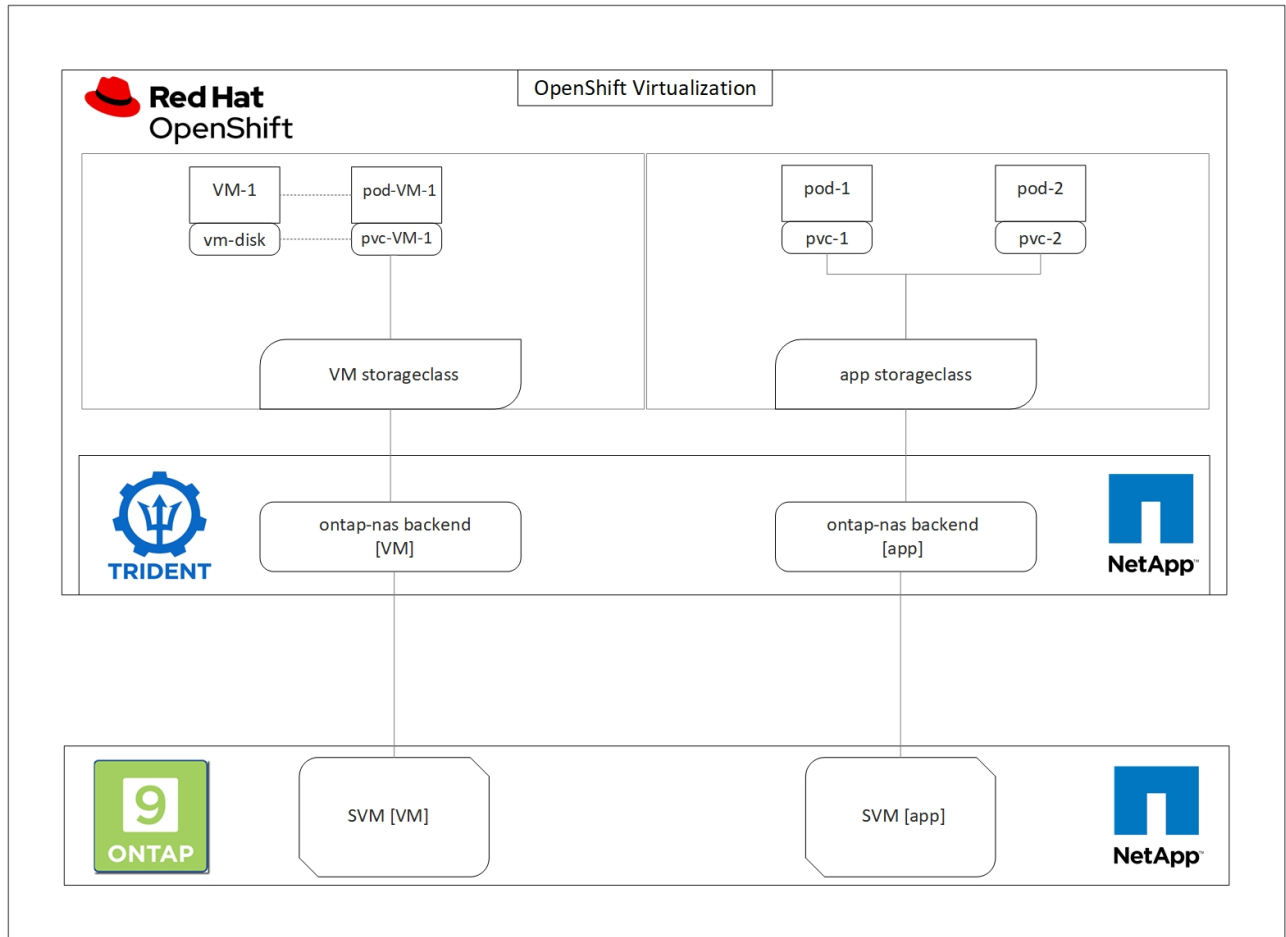 Red Hat
OpenShift
OpenShift Virtualization
VM-1
pod-VM-1
vm-disk
pvc-VM-1
pod-1
pod-2
pvc-1
pvc-2
VM storageclass
app storageclass
TRIDENT
ontap-nas backend
[VM]
ontap-nas backend
[app]
NetApp™
9
ONTAP
SVM [VM]
SVM [app]
NetApp™